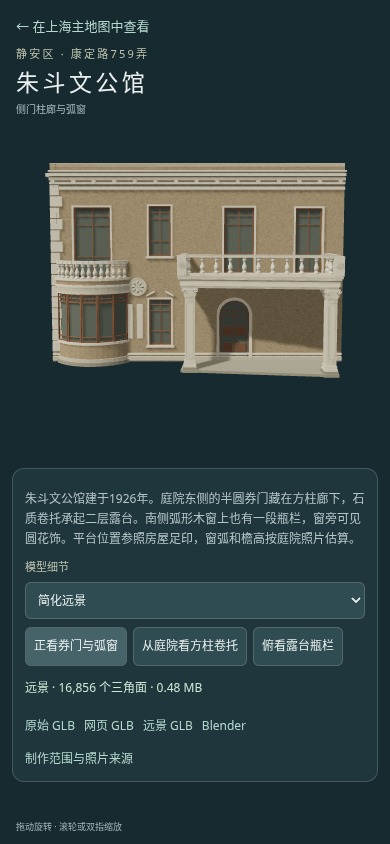 ← 在上海主地图中查看
静安区 · 康定路759弄
朱斗文公馆
侧门柱廊与弧窗
朱斗文公馆建于1926年。庭院东侧的半圆券门藏在方柱廊下，石
质卷托承起二层露台。南侧弧形木窗上也有一段瓶栏，窗旁可见
圆花饰。平台位置参照房屋足印，窗弧和檐高按庭院照片估算。
模型细节
简化远景
正看券门与弧窗 从庭院看方柱卷托 俯看露台瓶栏
远景 · 16,856 个三角面 · 0.48 MB
原始 GLB 网页 GLB 远景 GLB Blender
制作范围与照片来源
拖动旋转 · 滚轮或双指缩放